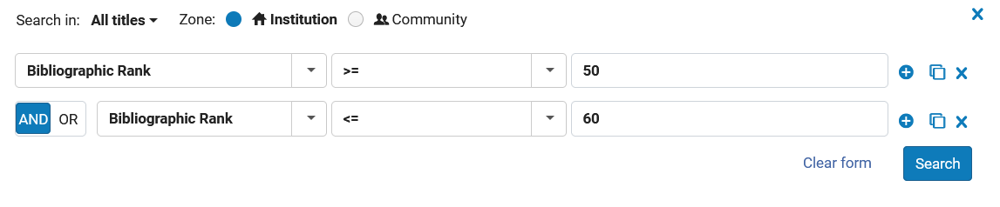 Search in: All titles Zone: Institution Community
Bibliographic Rank >= 50
AND OR Bibliographic Rank <= 60
Clear form Search